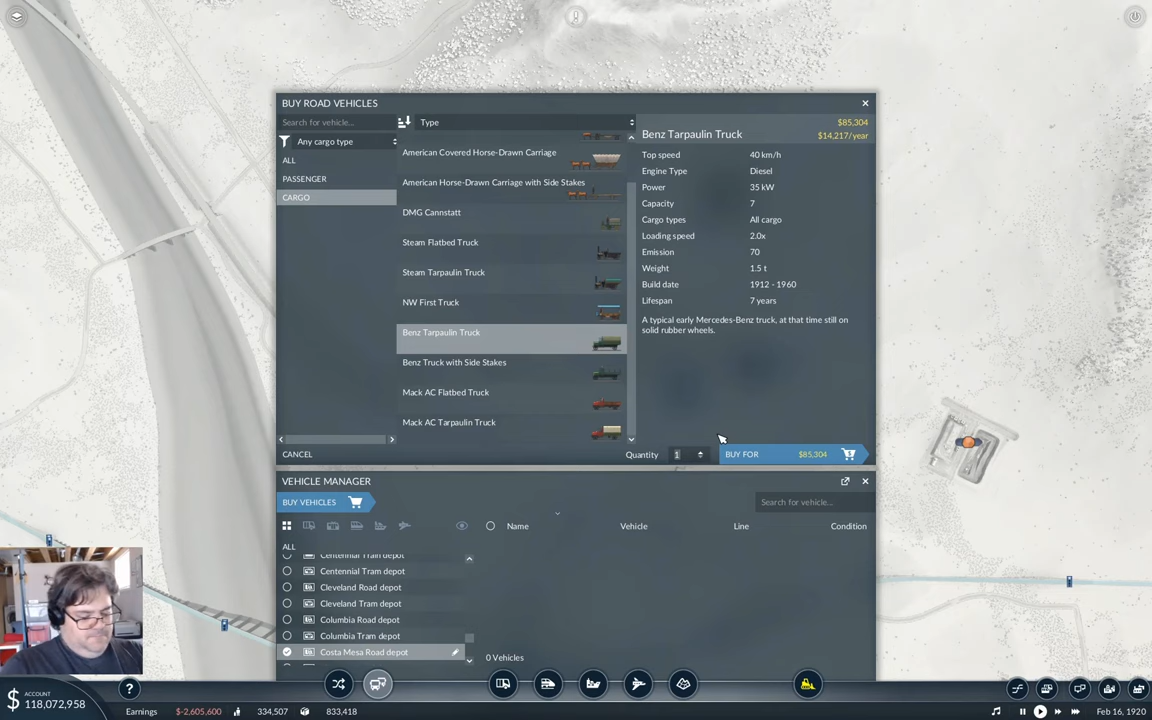 BUY ROAD VEHICLES
Search for vehicle...
Type
Any cargo type
ALL
PASSENGER
CARGO
American Covered Horse-Drawn Carriage
American Horse-Drawn Carriage with Side Stakes
DMG Cannstatt
Steam Flatbed Truck
Steam Tarpaulin Truck
NW First Truck
Benz Tarpaulin Truck
Benz Truck with Side Stakes
Mack AC Flatbed Truck
Mack AC Tarpaulin Truck
$85,304
Benz Tarpaulin Truck
$14,217/year
Top speed 40 km/h
Engine Type Diesel
Power 35 kW
Capacity 7
Cargo types All cargo
Loading speed 2.0x
Emission 70
Weight 1.5 t
Build date 1912 - 1960
Lifespan 7 years
A typical early Mercedes-Benz truck, at that time still on
solid rubber wheels.
CANCEL
Quantity 1
BUY FOR $85,304
VEHICLE MANAGER
BUY VEHICLES
Search for vehicle...
Name Vehicle Line Condition
ALL
Centennial Train depot
Centennial Tram depot
Cleveland Road depot
Cleveland Tram depot
Columbia Road depot
Columbia Tram depot
Costa Mesa Road depot
0 Vehicles
$ ACCOUNT
118,072,958
?
Earnings $-2,605,600 334,507 833,418
Feb 16, 1920